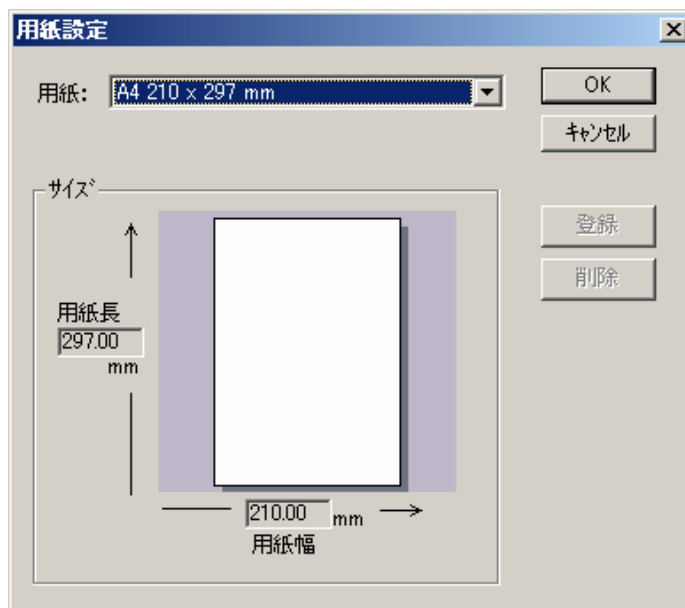 用紙設定
用紙: A4 210 x 297 mm
OK
ｷｬﾝｾﾙ
ｻｲｽﾞ
登録
削除
用紙長
297.00
mm
210.00 mm
用紙幅